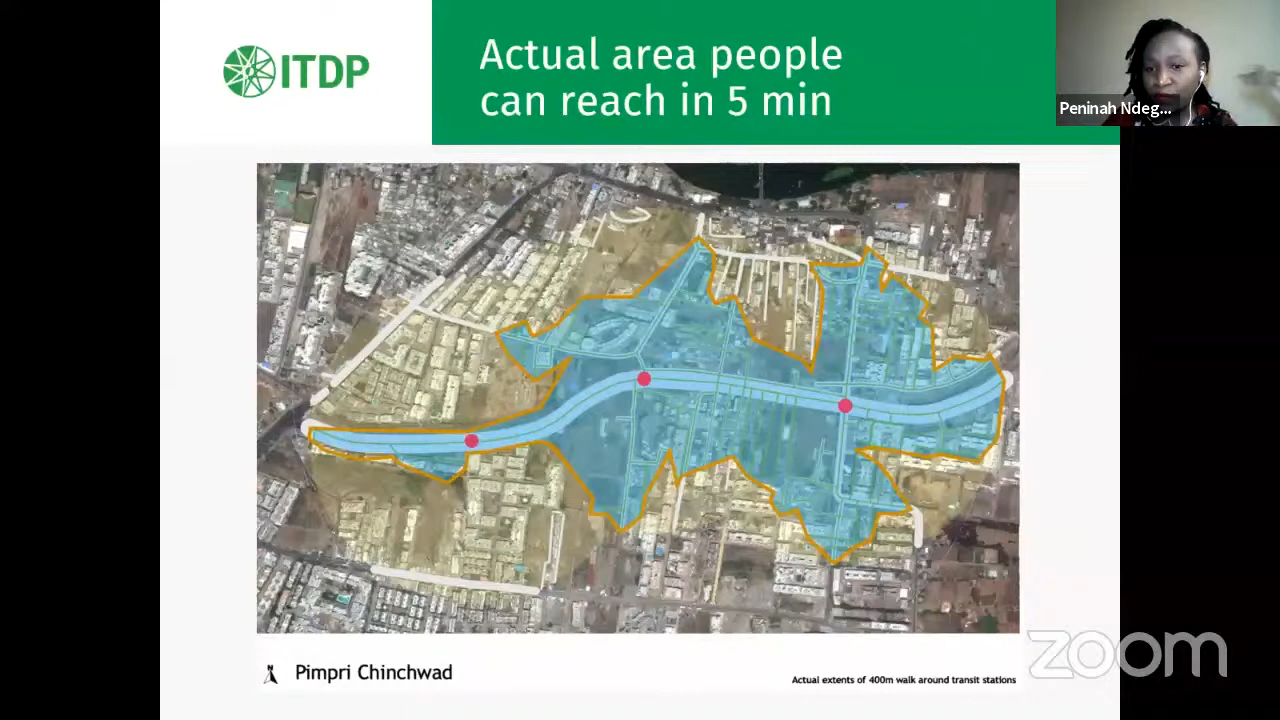 ITDP
Actual area people
can reach in 5 min
Peninah Ndeg...
N
Pimpri Chinchwad
Actual extents of 400m walk around transit stations
zoom